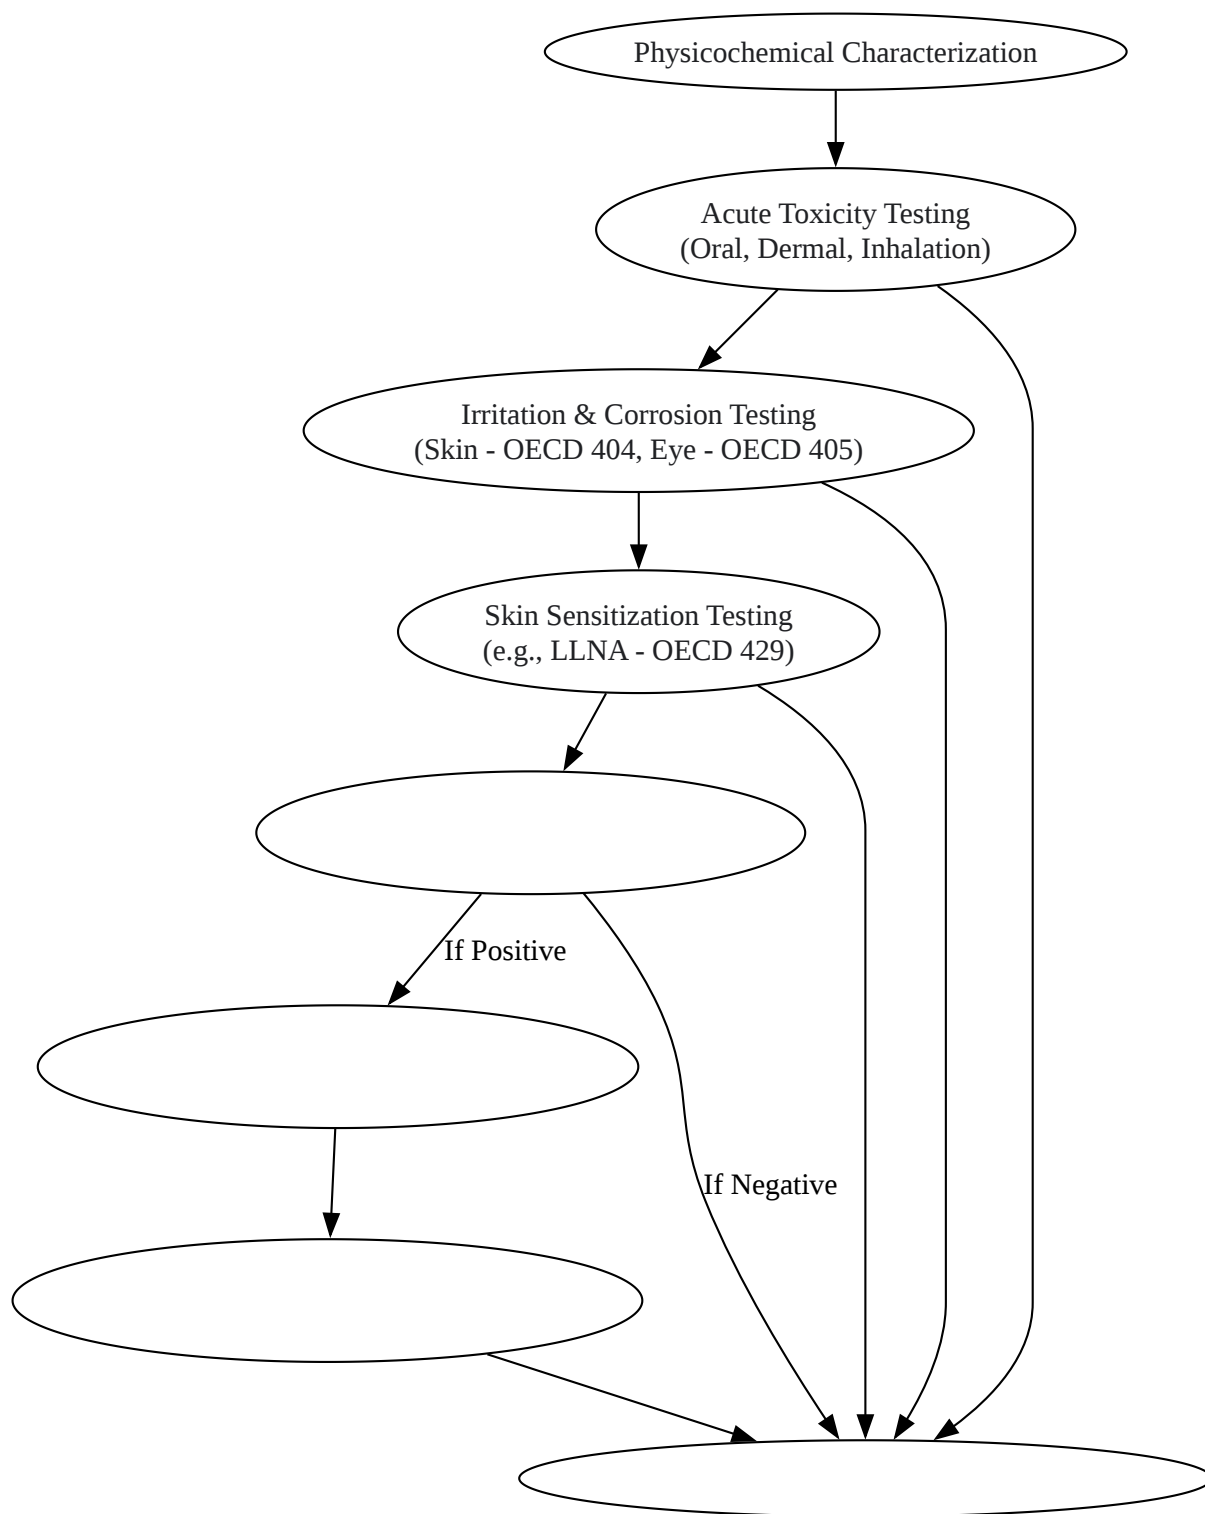 Physicochemical Characterization
Acute Toxicity Testing
(Oral, Dermal, Inhalation)
Irritation & Corrosion Testing
(Skin - OECD 404, Eye - OECD 405)
Skin Sensitization Testing
(e.g., LLNA - OECD 429)
If Positive
If Negative